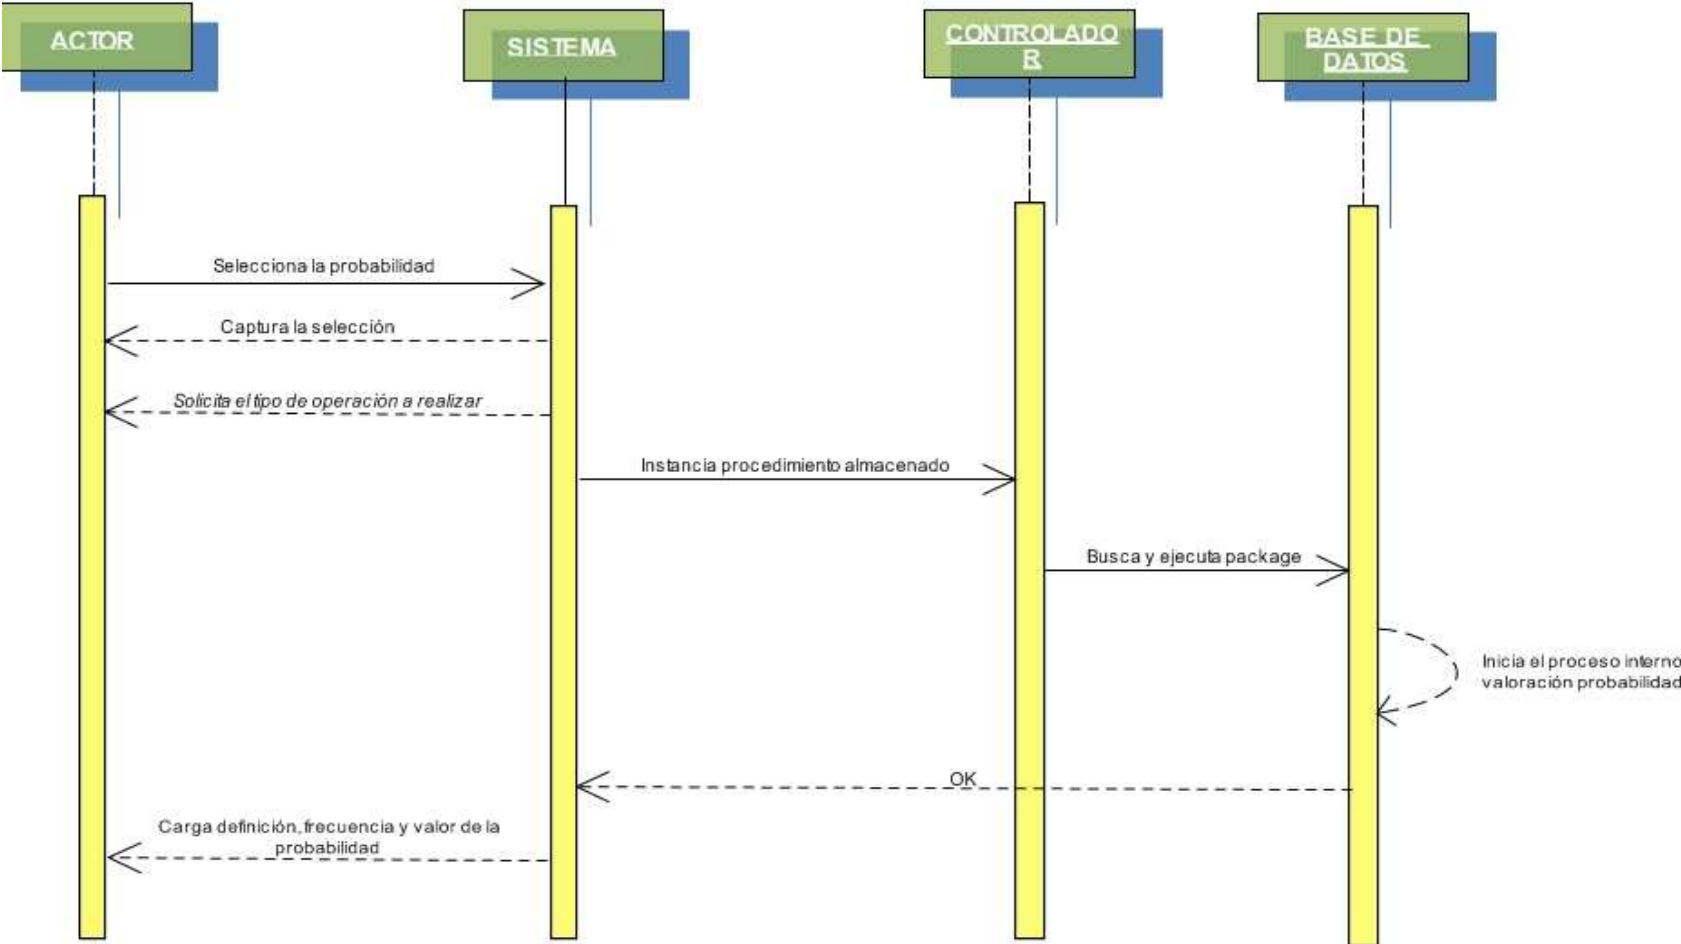 ACTOR
SISTEMA
CONTROLADO
R
BASE DE
DATOS
Selecciona la probabilidad
Captura la selección
Solicita el tipo de operación a realizar
Instancia procedimiento almacenado
Busca y ejecuta package
Inicia el proceso interno
valoración probabilidad
OK
Carga definición, frecuencia y valor de la
probabilidad